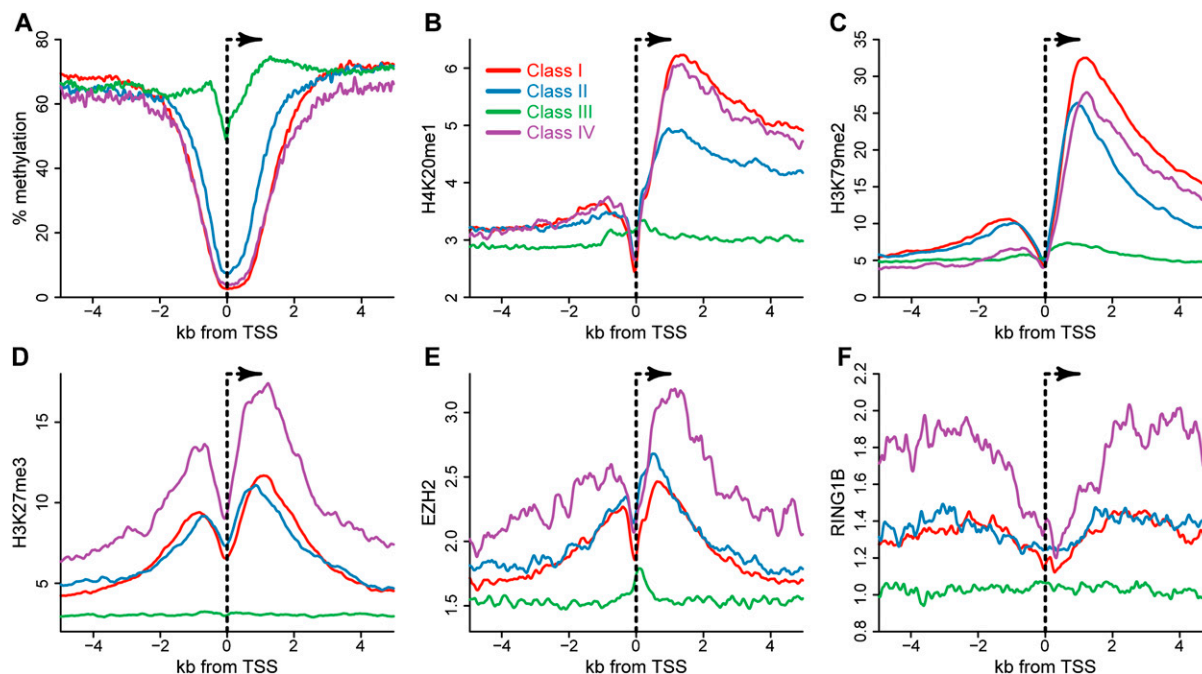 A
% methylation
80
60
40
20
0
−4 −2 0 2 4
kb from TSS
B
H4K20me1
6
5
4
3
2
Class I
Class II
Class III
Class IV
−4 −2 0 2 4
kb from TSS
C
H3K79me2
35
30
25
20
15
10
5
0
−4 −2 0 2 4
kb from TSS
D
H3K27me3
15
10
5
−4 −2 0 2 4
kb from TSS
E
EZH2
3.0
2.5
2.0
1.5
−4 −2 0 2 4
kb from TSS
F
RING1B
2.2
2.0
1.8
1.6
1.4
1.2
1.0
0.8
−4 −2 0 2 4
kb from TSS